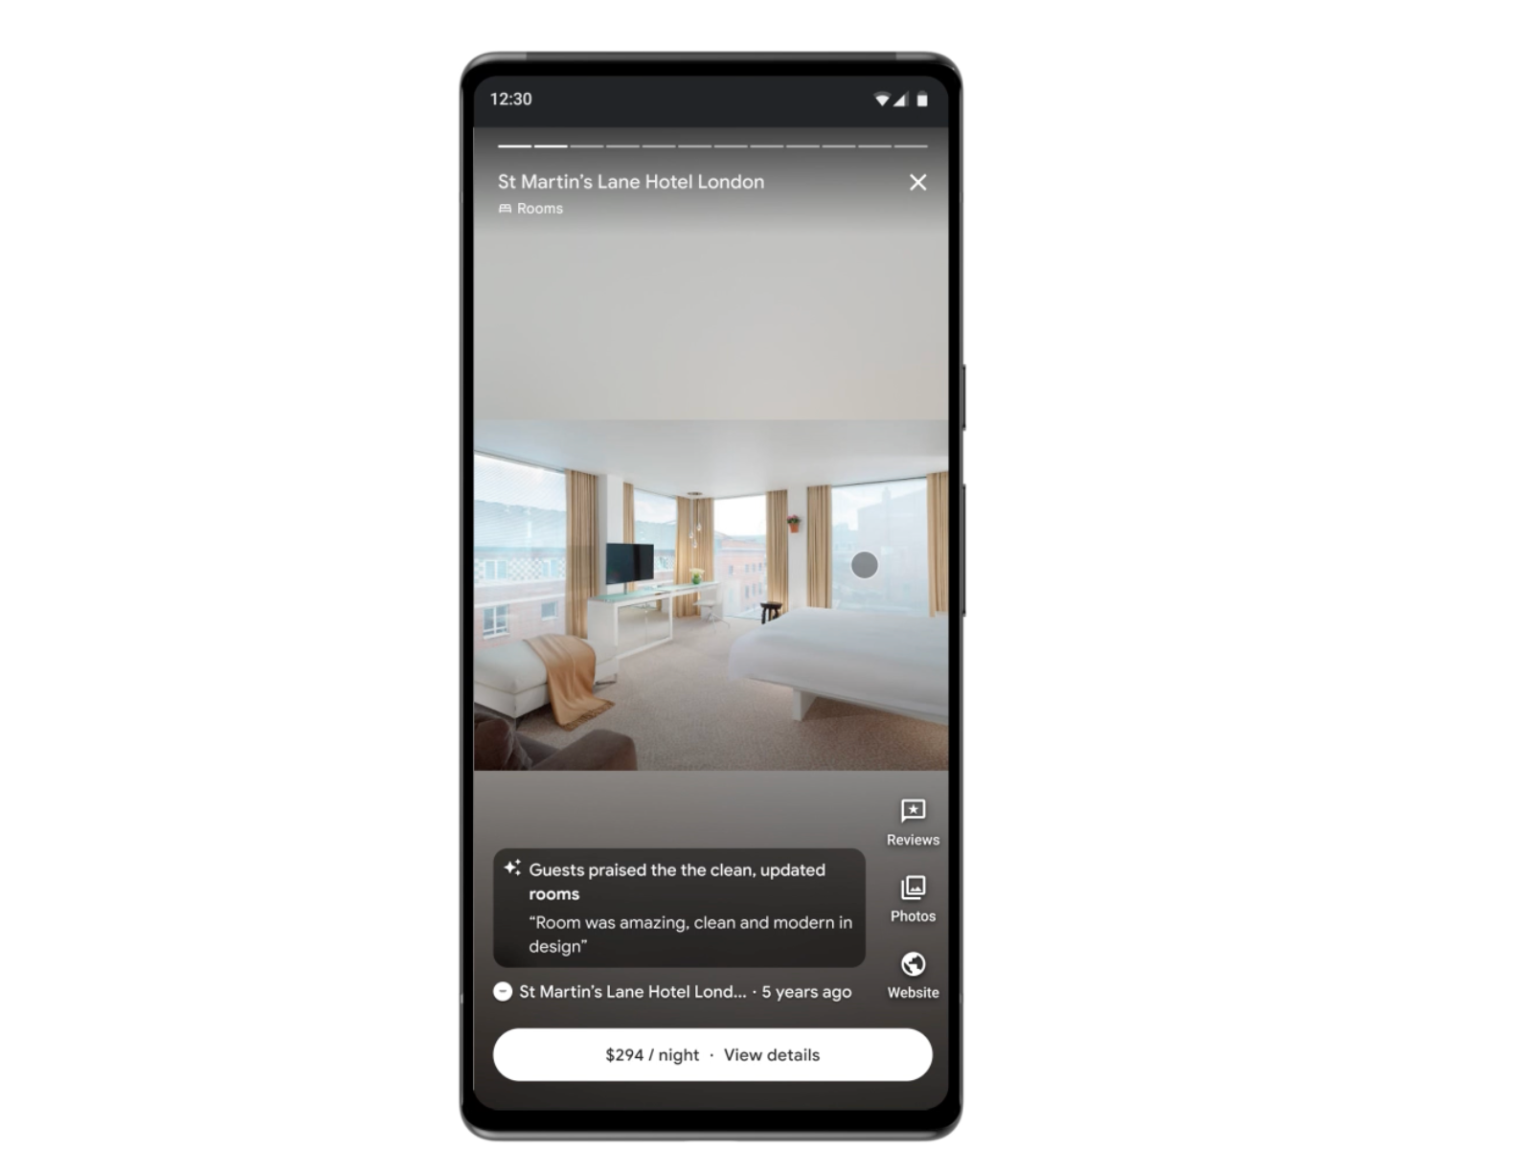 12:30
St Martin’s Lane Hotel London
Rooms
Reviews
Guests praised the the clean, updated
rooms
“Room was amazing, clean and modern in
design”
Photos
St Martin’s Lane Hotel Lond... · 5 years ago
Website
$294 / night · View details